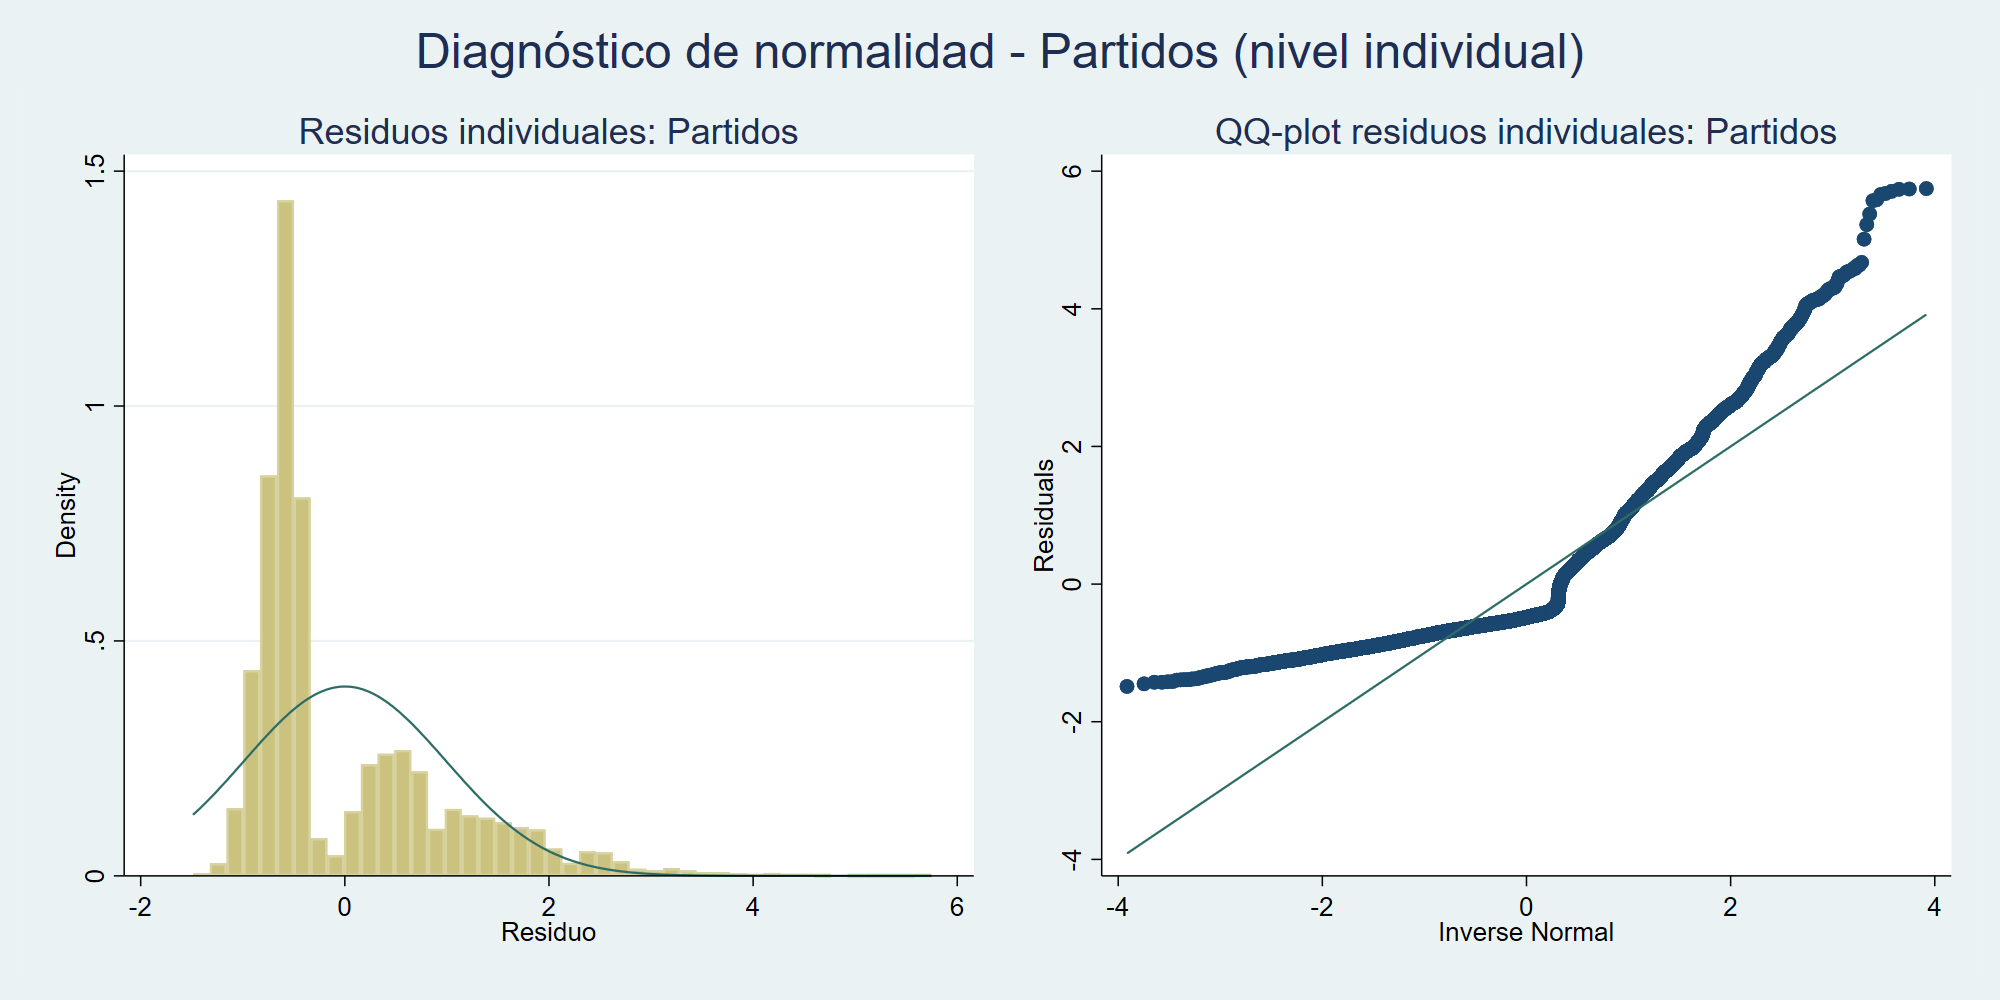 Diagnóstico de normalidad - Partidos (nivel individual)
Residuos individuales: Partidos
1.5
1
.5
0
Density
-2 0 2 4 6
Residuo
QQ-plot residuos individuales: Partidos
6
4
2
0
-2
-4
Residuals
-4 -2 0 2 4
Inverse Normal